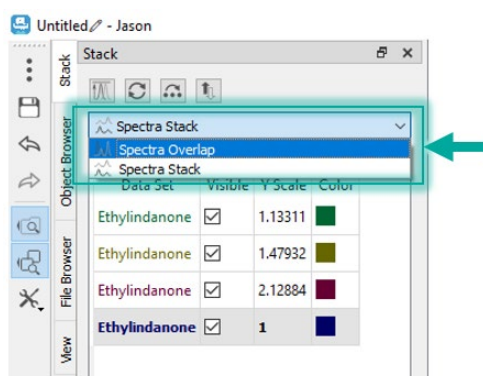 Untitled - Jason
Stack
Stack
Object Browser
File Browser
View
Spectra Stack
Spectra Overlap
Spectra Stack
Data Set Visible Y Scale Color
Ethylindanone 1.13311
Ethylindanone 1.47932
Ethylindanone 2.12884
Ethylindanone 1